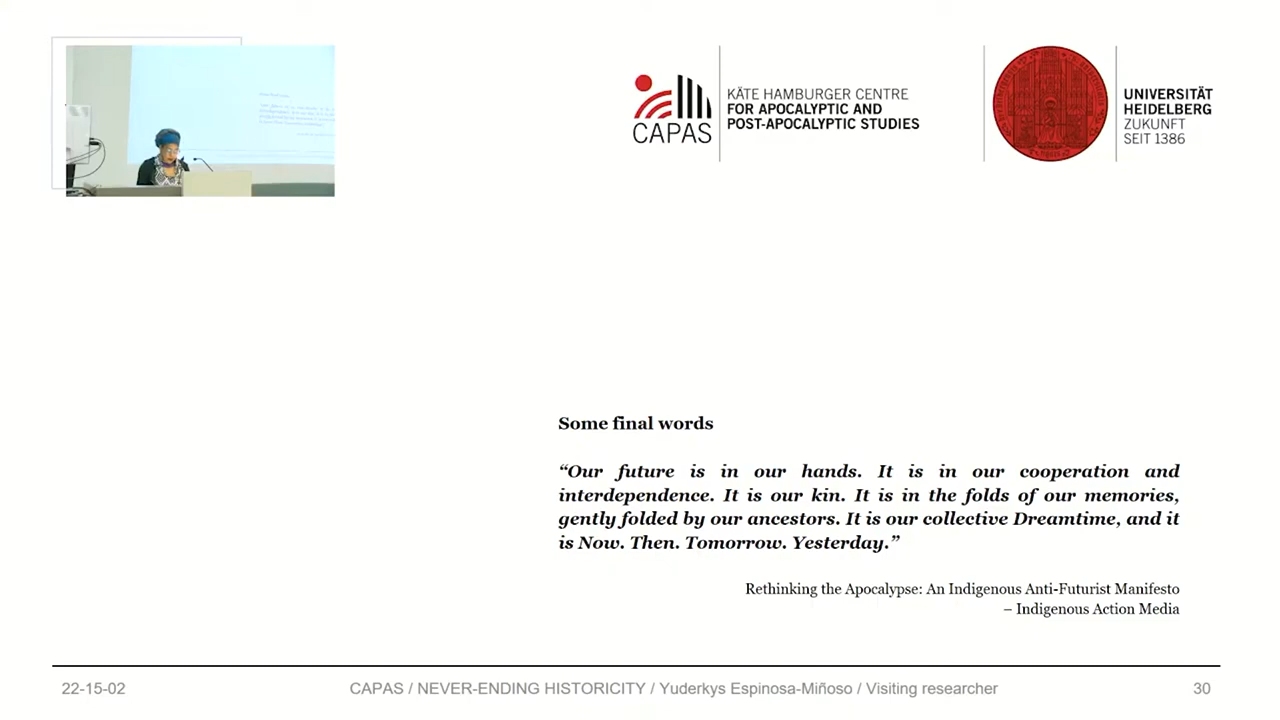 CAPAS
KÄTE HAMBURGER CENTRE
FOR APOCALYPTIC AND
POST-APOCALYPTIC STUDIES
UNIVERSITÄT
HEIDELBERG
ZUKUNFT
SEIT 1386
Some final words
“Our future is in our hands. It is in our cooperation and
interdependence. It is our kin. It is in the folds of our memories,
gently folded by our ancestors. It is our collective Dreamtime, and it
is Now. Then. Tomorrow. Yesterday.”
Rethinking the Apocalypse: An Indigenous Anti-Futurist Manifesto
– Indigenous Action Media
22-15-02
CAPAS / NEVER-ENDING HISTORICITY / Yuderkys Espinosa-Miñoso / Visiting researcher
30